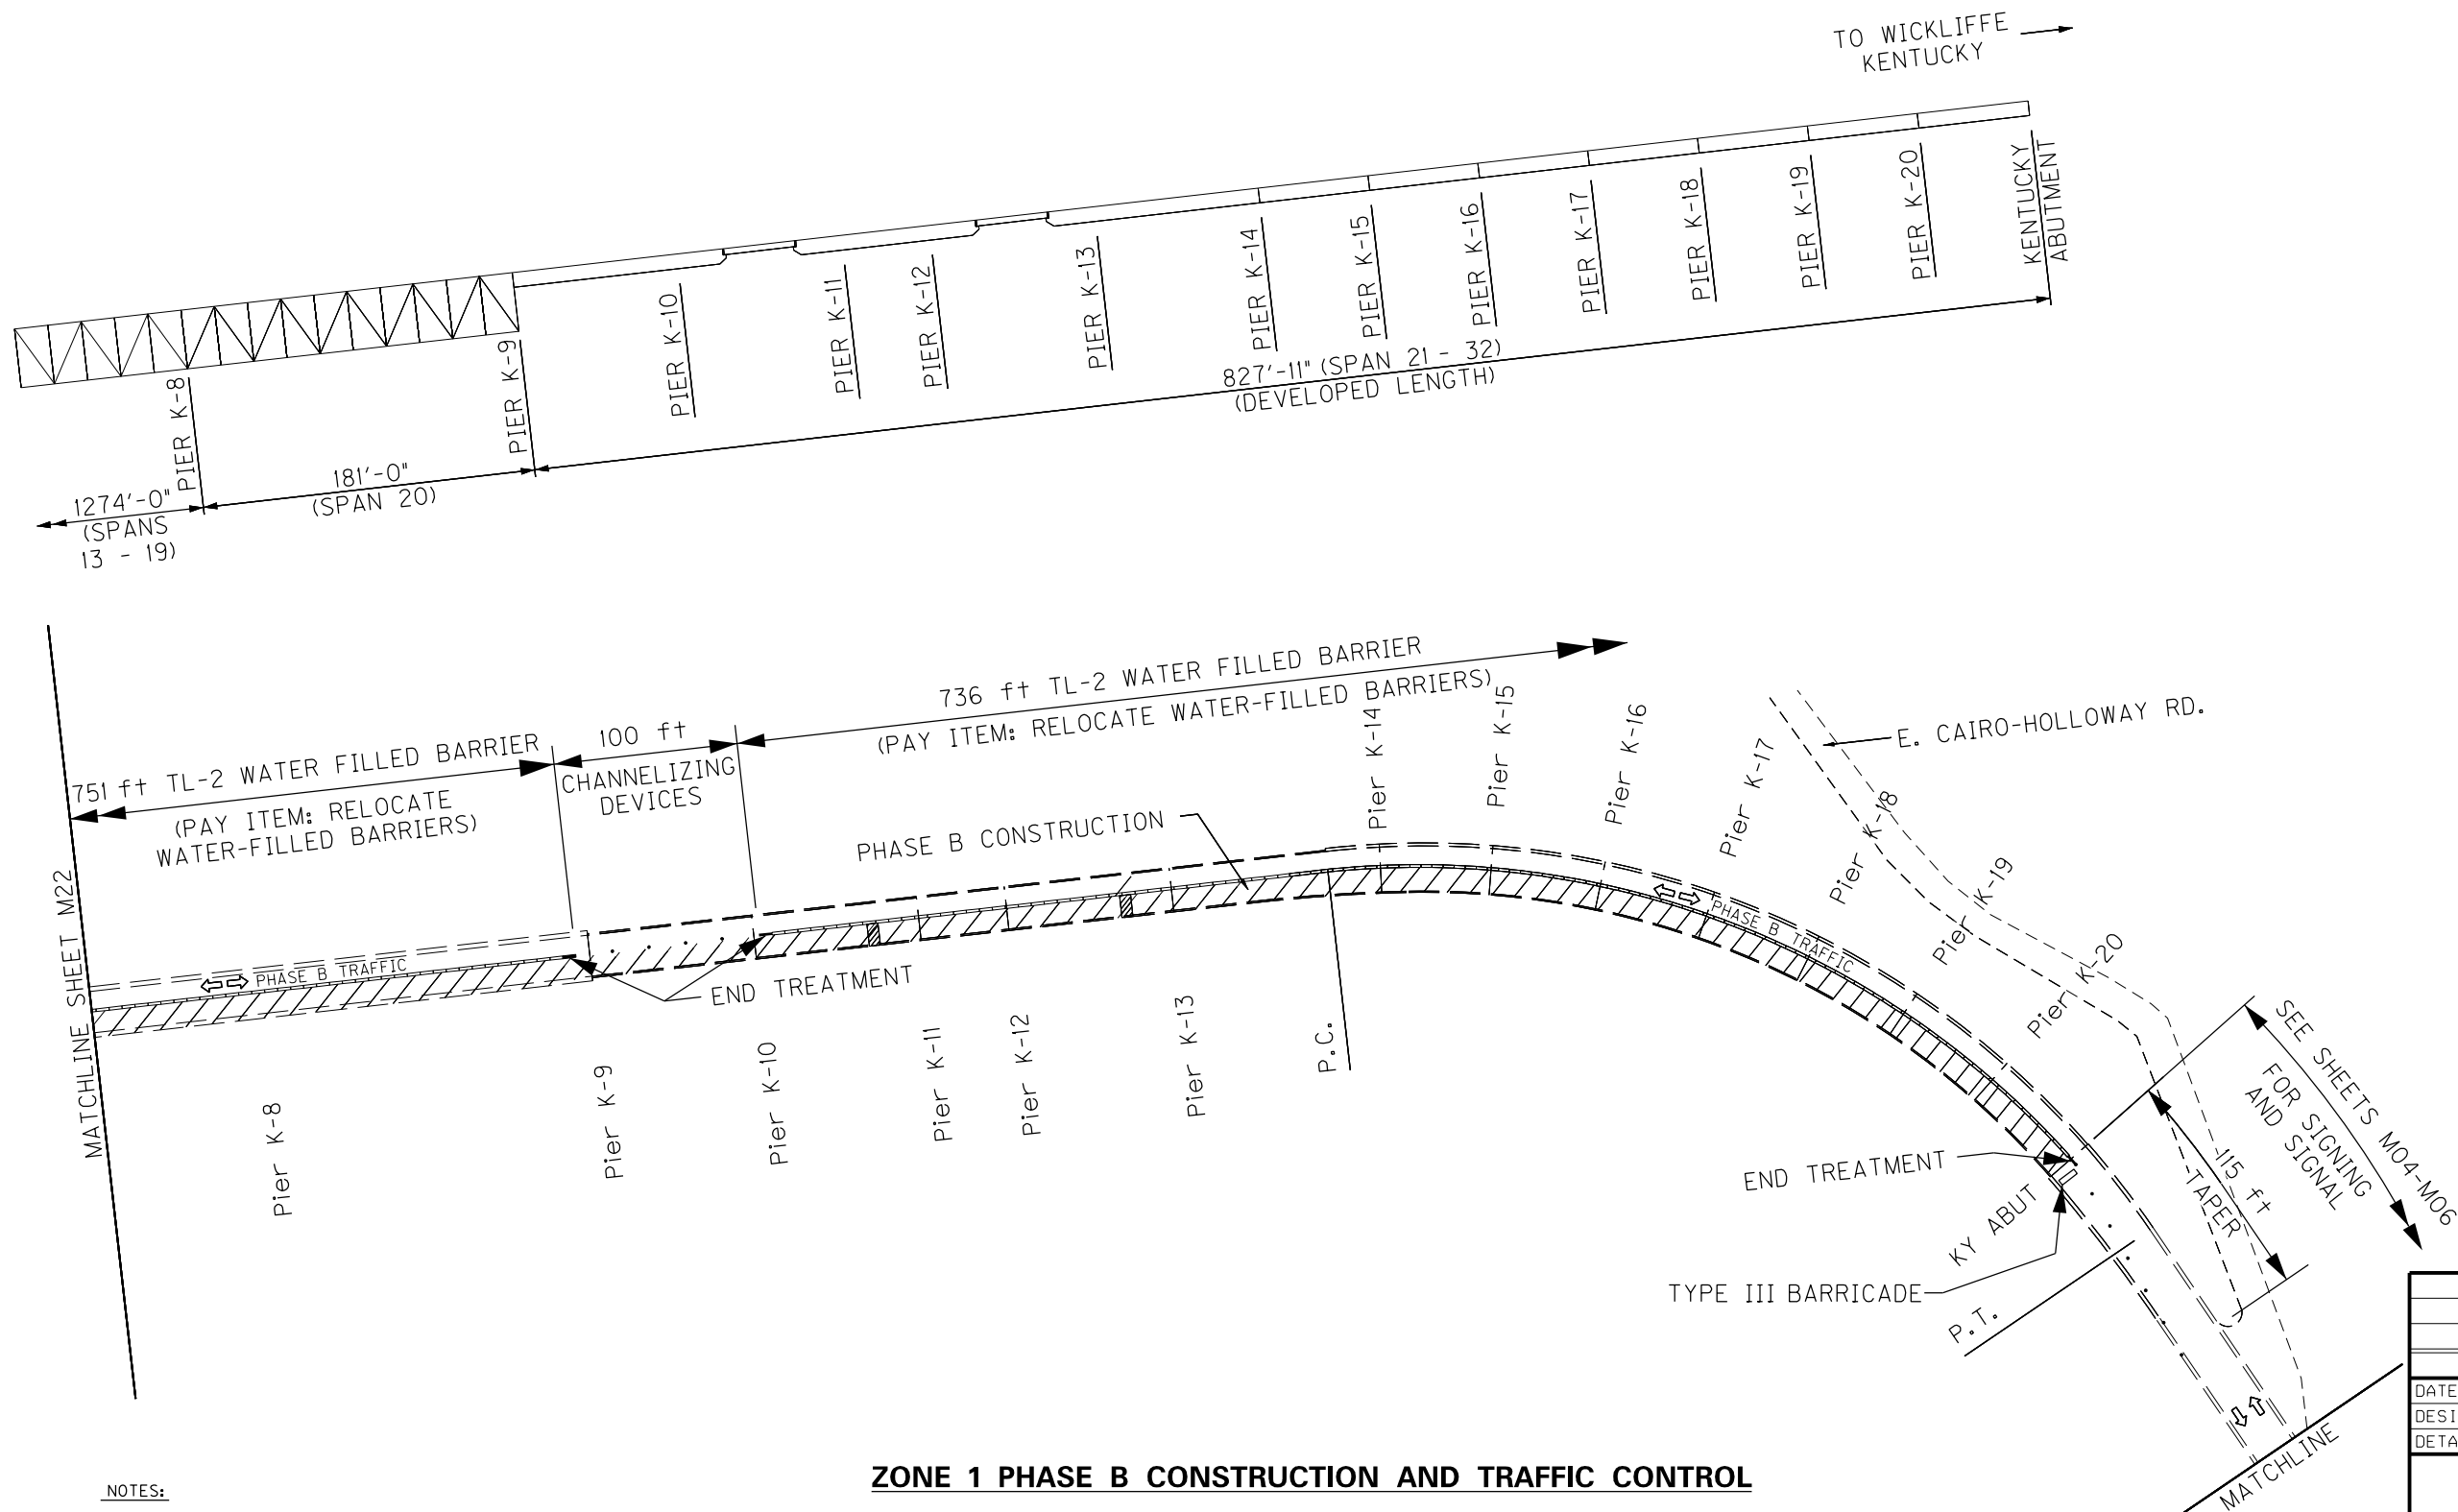 TO WICKLIFFE
KENTUCKY
PIER K-8
PIER K-9
PIER K-10
PIER K-11
PIER K-12
PIER K-13
PIER K-14
PIER K-15
PIER K-16
PIER K-17
PIER K-18
PIER K-19
PIER K-20
KENTUCKY
ABUTMENT
1274'-0"
(SPANS
13 - 19)
181'-0"
(SPAN 20)
827'-11" (SPAN 21 - 32)
(DEVELOPED LENGTH)
MATCHLINE SHEET M22
751 ft TL-2 WATER FILLED BARRIER
(PAY ITEM: RELOCATE
WATER-FILLED BARRIERS)
100 ft
CHANNELIZING
DEVICES
736 ft TL-2 WATER FILLED BARRIER
(PAY ITEM: RELOCATE WATER-FILLED BARRIERS)
PHASE B CONSTRUCTION
Pier K-14
Pier K-15
Pier K-16
Pier K-17
Pier K-18
Pier K-19
Pier K-20
E. CAIRO-HOLLOWAY RD.
PHASE B TRAFFIC
PHASE B TRAFFIC
END TREATMENT
Pier K-8
Pier K-9
Pier K-10
Pier K-11
Pier K-12
Pier K-13
P.C.
SEE SHEETS M04-M06
FOR SIGNING
AND SIGNAL
115 ft
TAPER
END TREATMENT
KY ABUT
TYPE III BARRICADE
P.T.
MATCHLINE
DATE
DESI
DETA
NOTES:
ZONE 1 PHASE B CONSTRUCTION AND TRAFFIC CONTROL